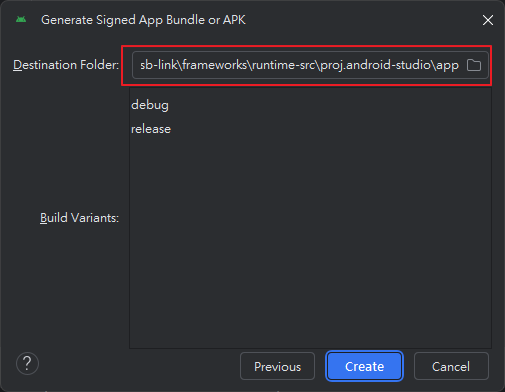 Generate Signed App Bundle or APK
Destination Folder: sb-link\frameworks\runtime-src\proj.android-studio\app
debug
release
Build Variants:
? Previous Create Cancel